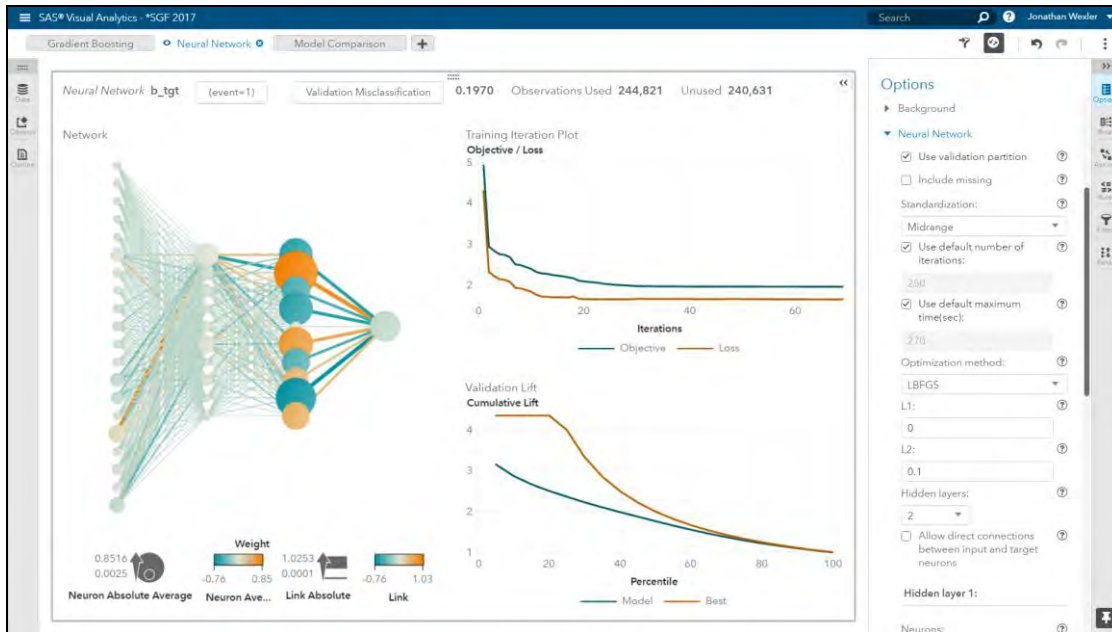 SAS® Visual Analytics - *SGF 2017
Search
Jonathan Wexler
Gradient Boosting
Neural Network
Model Comparison
Neural Network b_tgt
(event=1)
Validation Misclassification
0.1970
Observations Used 244,821
Unused 240,631
Network
Weight
0.8516
0.0025
-0.76 0.85
1.0253
0.0001
-0.76 1.03
Neuron Absolute Average
Neuron Ave...
Link Absolute
Link
Training Iteration Plot
Objective / Loss
5
4
3
2
0 20 40 60
Iterations
Objective Loss
Validation Lift
Cumulative Lift
4
3
2
1
0 20 40 60 80 100
Percentile
Model Best
Options
Background
Neural Network
Use validation partition
Include missing
Standardization:
Midrange
Use default number of
iterations:
250
Use default maximum
time(sec):
270
Optimization method:
LBFGS
L1:
0
L2:
0.1
Hidden layers:
2
Allow direct connections
between input and target
neurons
Hidden layer 1:
Neurons:
Data